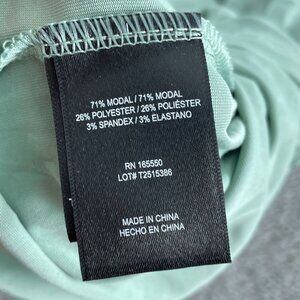 71% MODAL / 71% MODAL
26% POLYESTER / 26% POLIÉSTER
3% SPANDEX / 3% ELASTANO
RN 165550
LOT# T2515386
MADE IN CHINA
HECHO EN CHINA